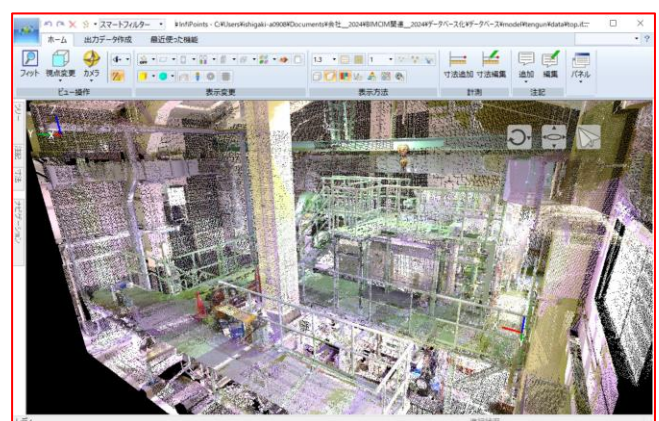 スマートフィルター ¥InfiPoints - C:¥Users¥ishigaki-a0908¥Documents¥会社__2024¥BIMCIM関連__2024¥データベース化¥データベース¥model¥tengun¥data¥top.i
ホーム 出力データ作成 最近使った機能
1.3 1
フィット 視点変更 カメラ 寸法追加 寸法編集 追加 編集 パネル
ビュー操作 表示変更 表示方法 計測 注記
ツリー
注記
寸法
ナビゲーション